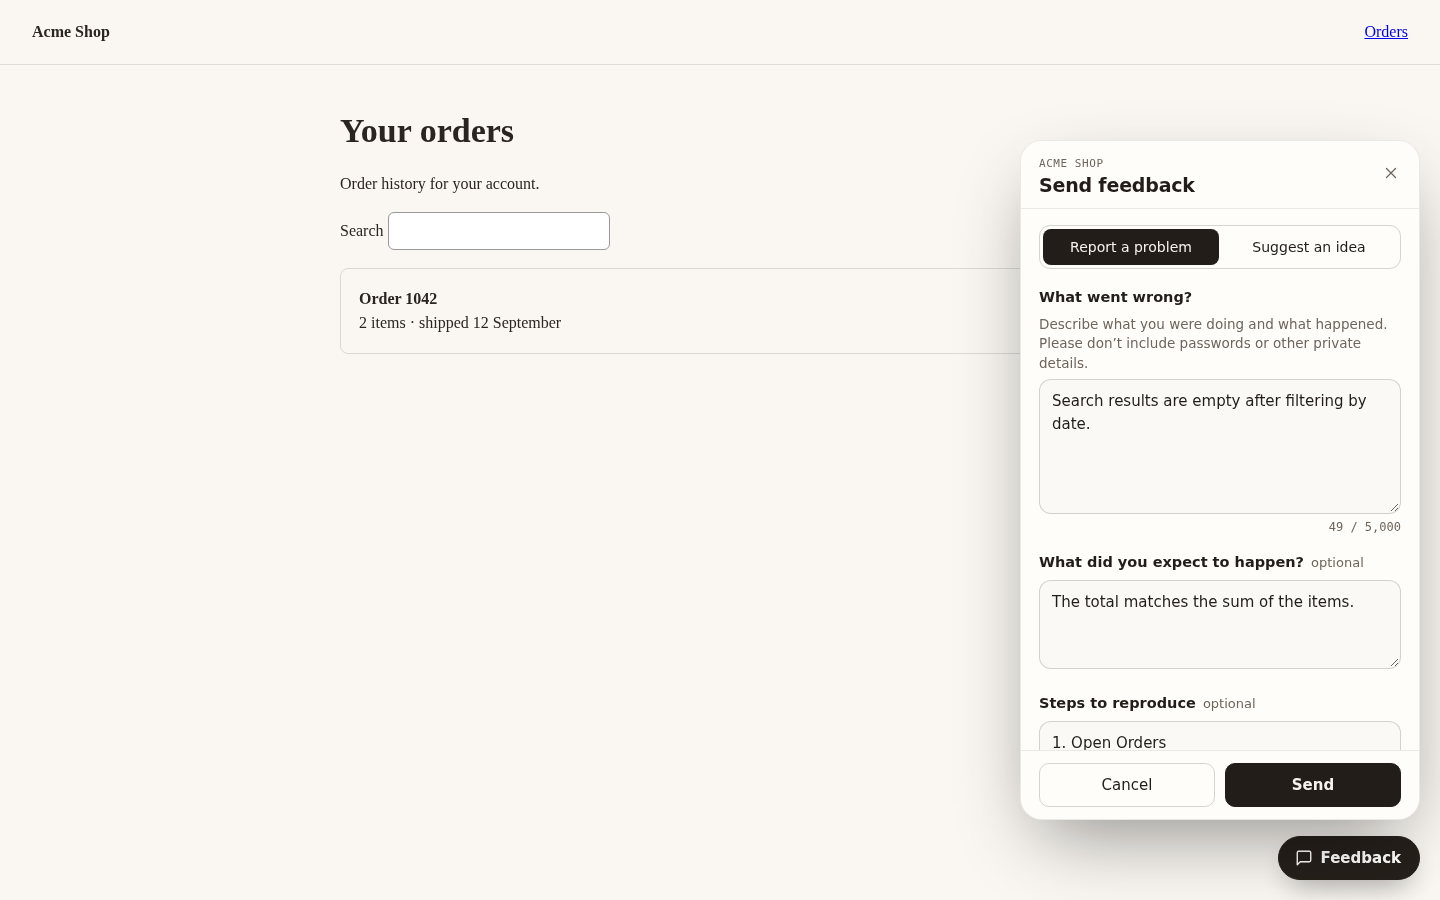 Acme Shop
Orders
Your orders
Order history for your account.
Search
Order 1042
2 items · shipped 12 September
ACME SHOP
Send feedback
Report a problem
Suggest an idea
What went wrong?
Describe what you were doing and what happened.
Please don’t include passwords or other private
details.
Search results are empty after filtering by
date.
49 / 5,000
What did you expect to happen? optional
The total matches the sum of the items.
Steps to reproduce optional
1. Open Orders
Cancel
Send
Feedback